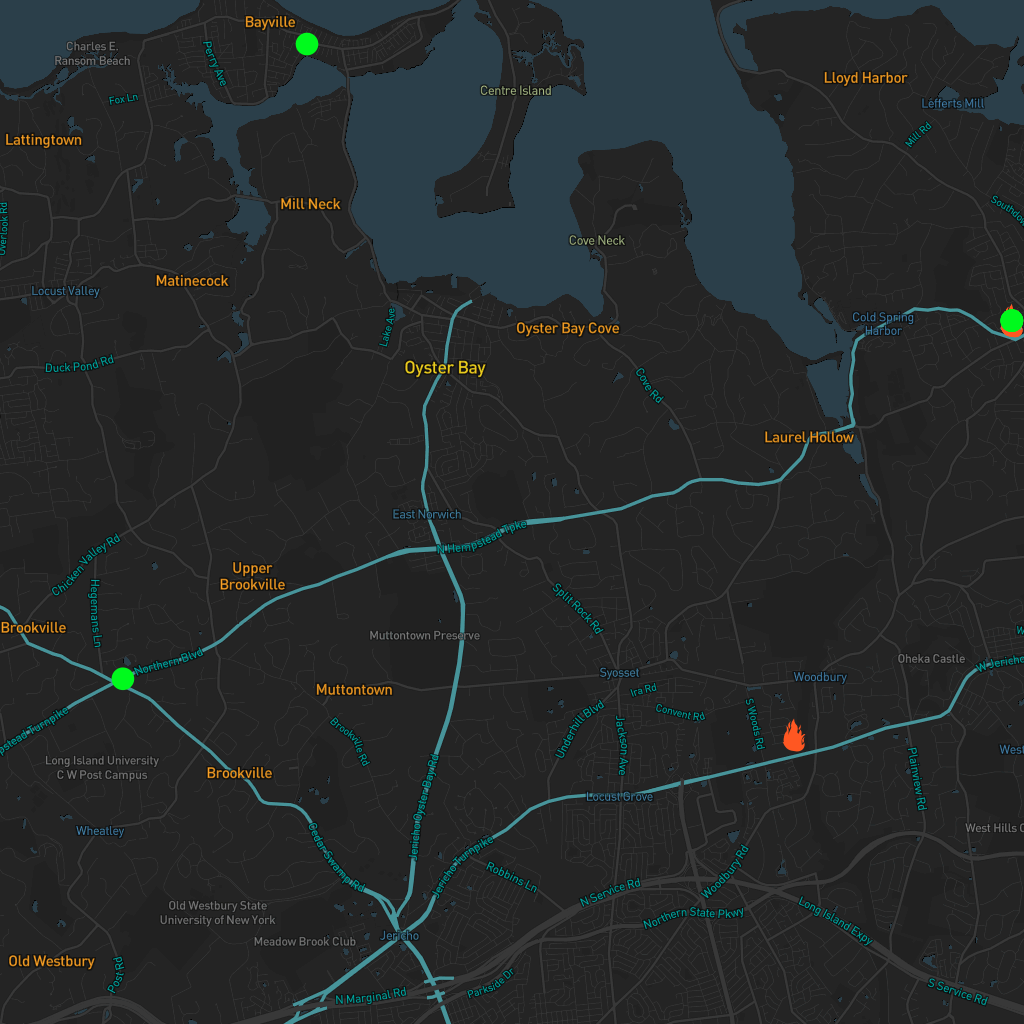 Bayville
Charles E.
Ransom Beach
Perry Ave
Fox Ln
Centre Island
Lloyd Harbor
Lefferts Mill
Mill Rd
Lattingtown
Mill Neck
Overlook Rd
Cove Neck
Matinecock
Locust Valley
Lake Ave
Oyster Bay Cove
Cold Spring
Harbor
Duck Pond Rd
Oyster Bay
Cove Rd
Laurel Hollow
East Norwich
N Hempstead Tpke
Chicken Valley Rd
Hegemans Ln
Upper
Brookville
Split Rock Rd
Brookville
Muttontown Preserve
Northern Blvd
Oheka Castle
W Jericho
Syosset
Woodbury
Muttontown
Ira Rd
Convent Rd
S Woods Rd
Underhill Blvd
Jackson Ave
Brookville Rd
pstead Turnpike
West
Long Island University
C W Post Campus
Brookville
Jericho Oyster Bay Rd
Plainview Rd
Locust Grove
Wheatley
West Hills C
Cedar Swamp Rd
Jericho Turnpike
Robbins Ln
N Service Rd
Woodbury Rd
Old Westbury State
University of New York
Northern State Pkwy
Long Island Expy
Meadow Brook Club
Jericho
Old Westbury
Post Rd
Parkside Dr
N Marginal Rd
S Service Rd